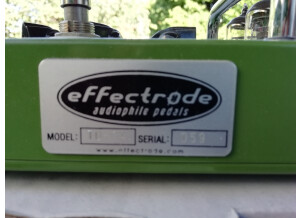 effectrode
audiophile pedals
MODEL: SERIAL:
www.effectrode.com